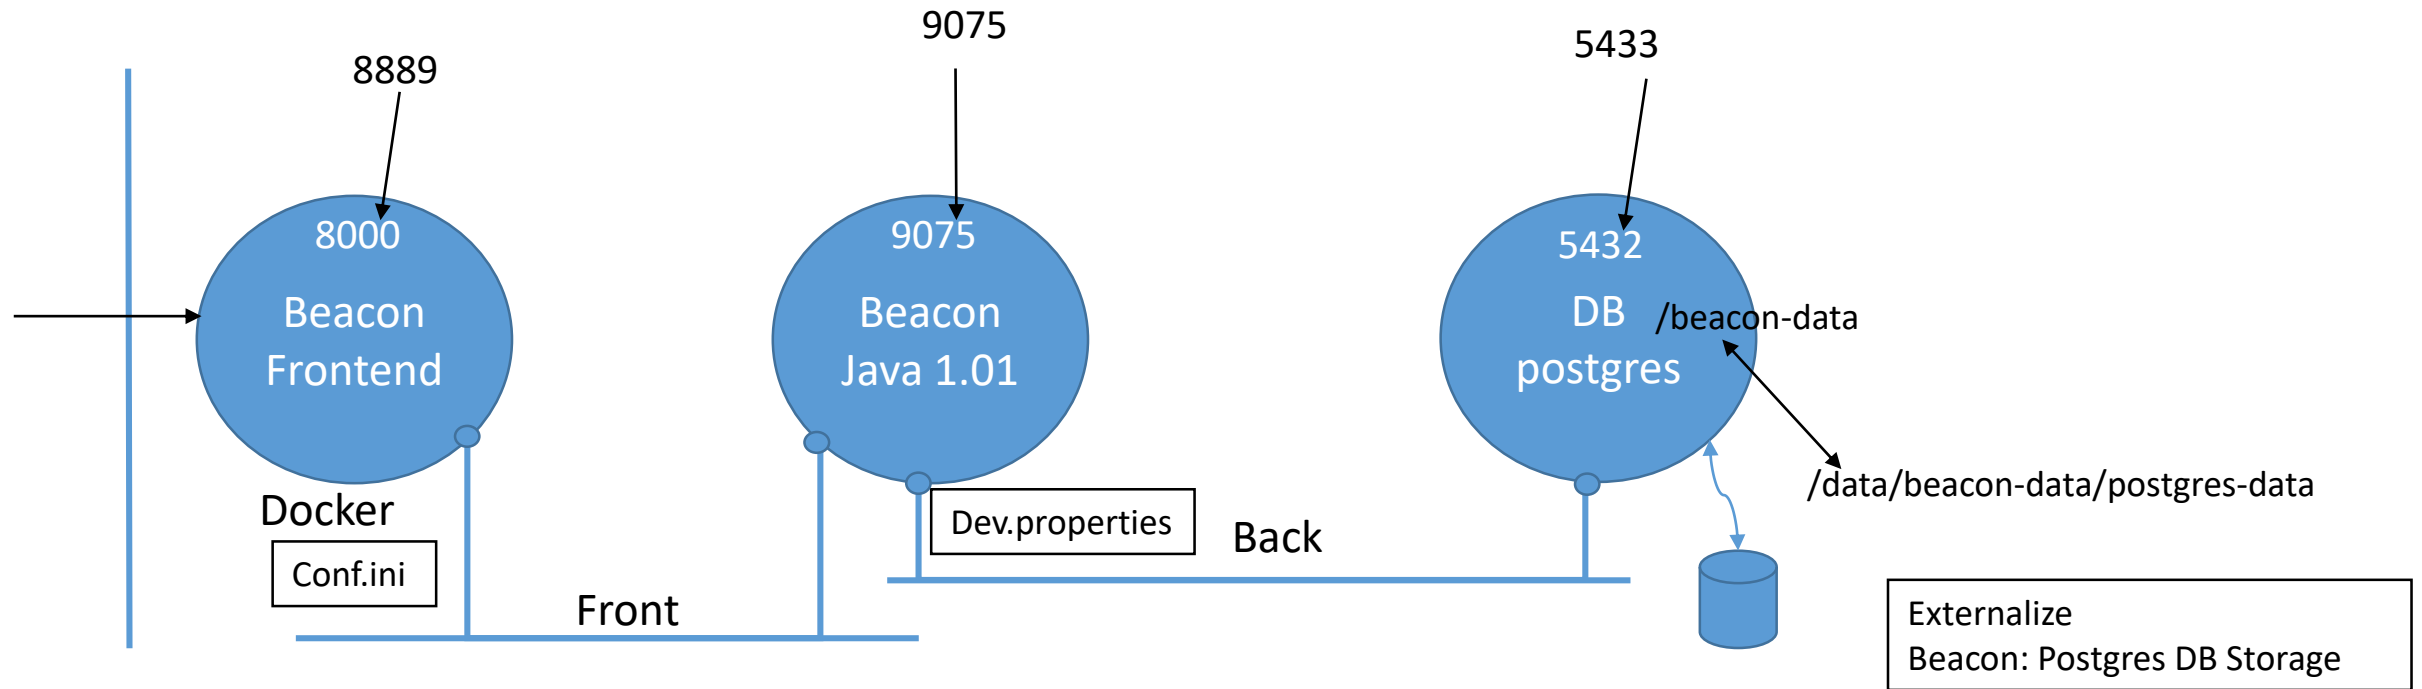 8889
9075
5433
8000
Beacon
Frontend
9075
Beacon
Java 1.01
5432
DB
postgres
/beacon-data
/data/beacon-data/postgres-data
Docker
Conf.ini
Front
Dev.properties
Back
Externalize
Beacon: Postgres DB Storage